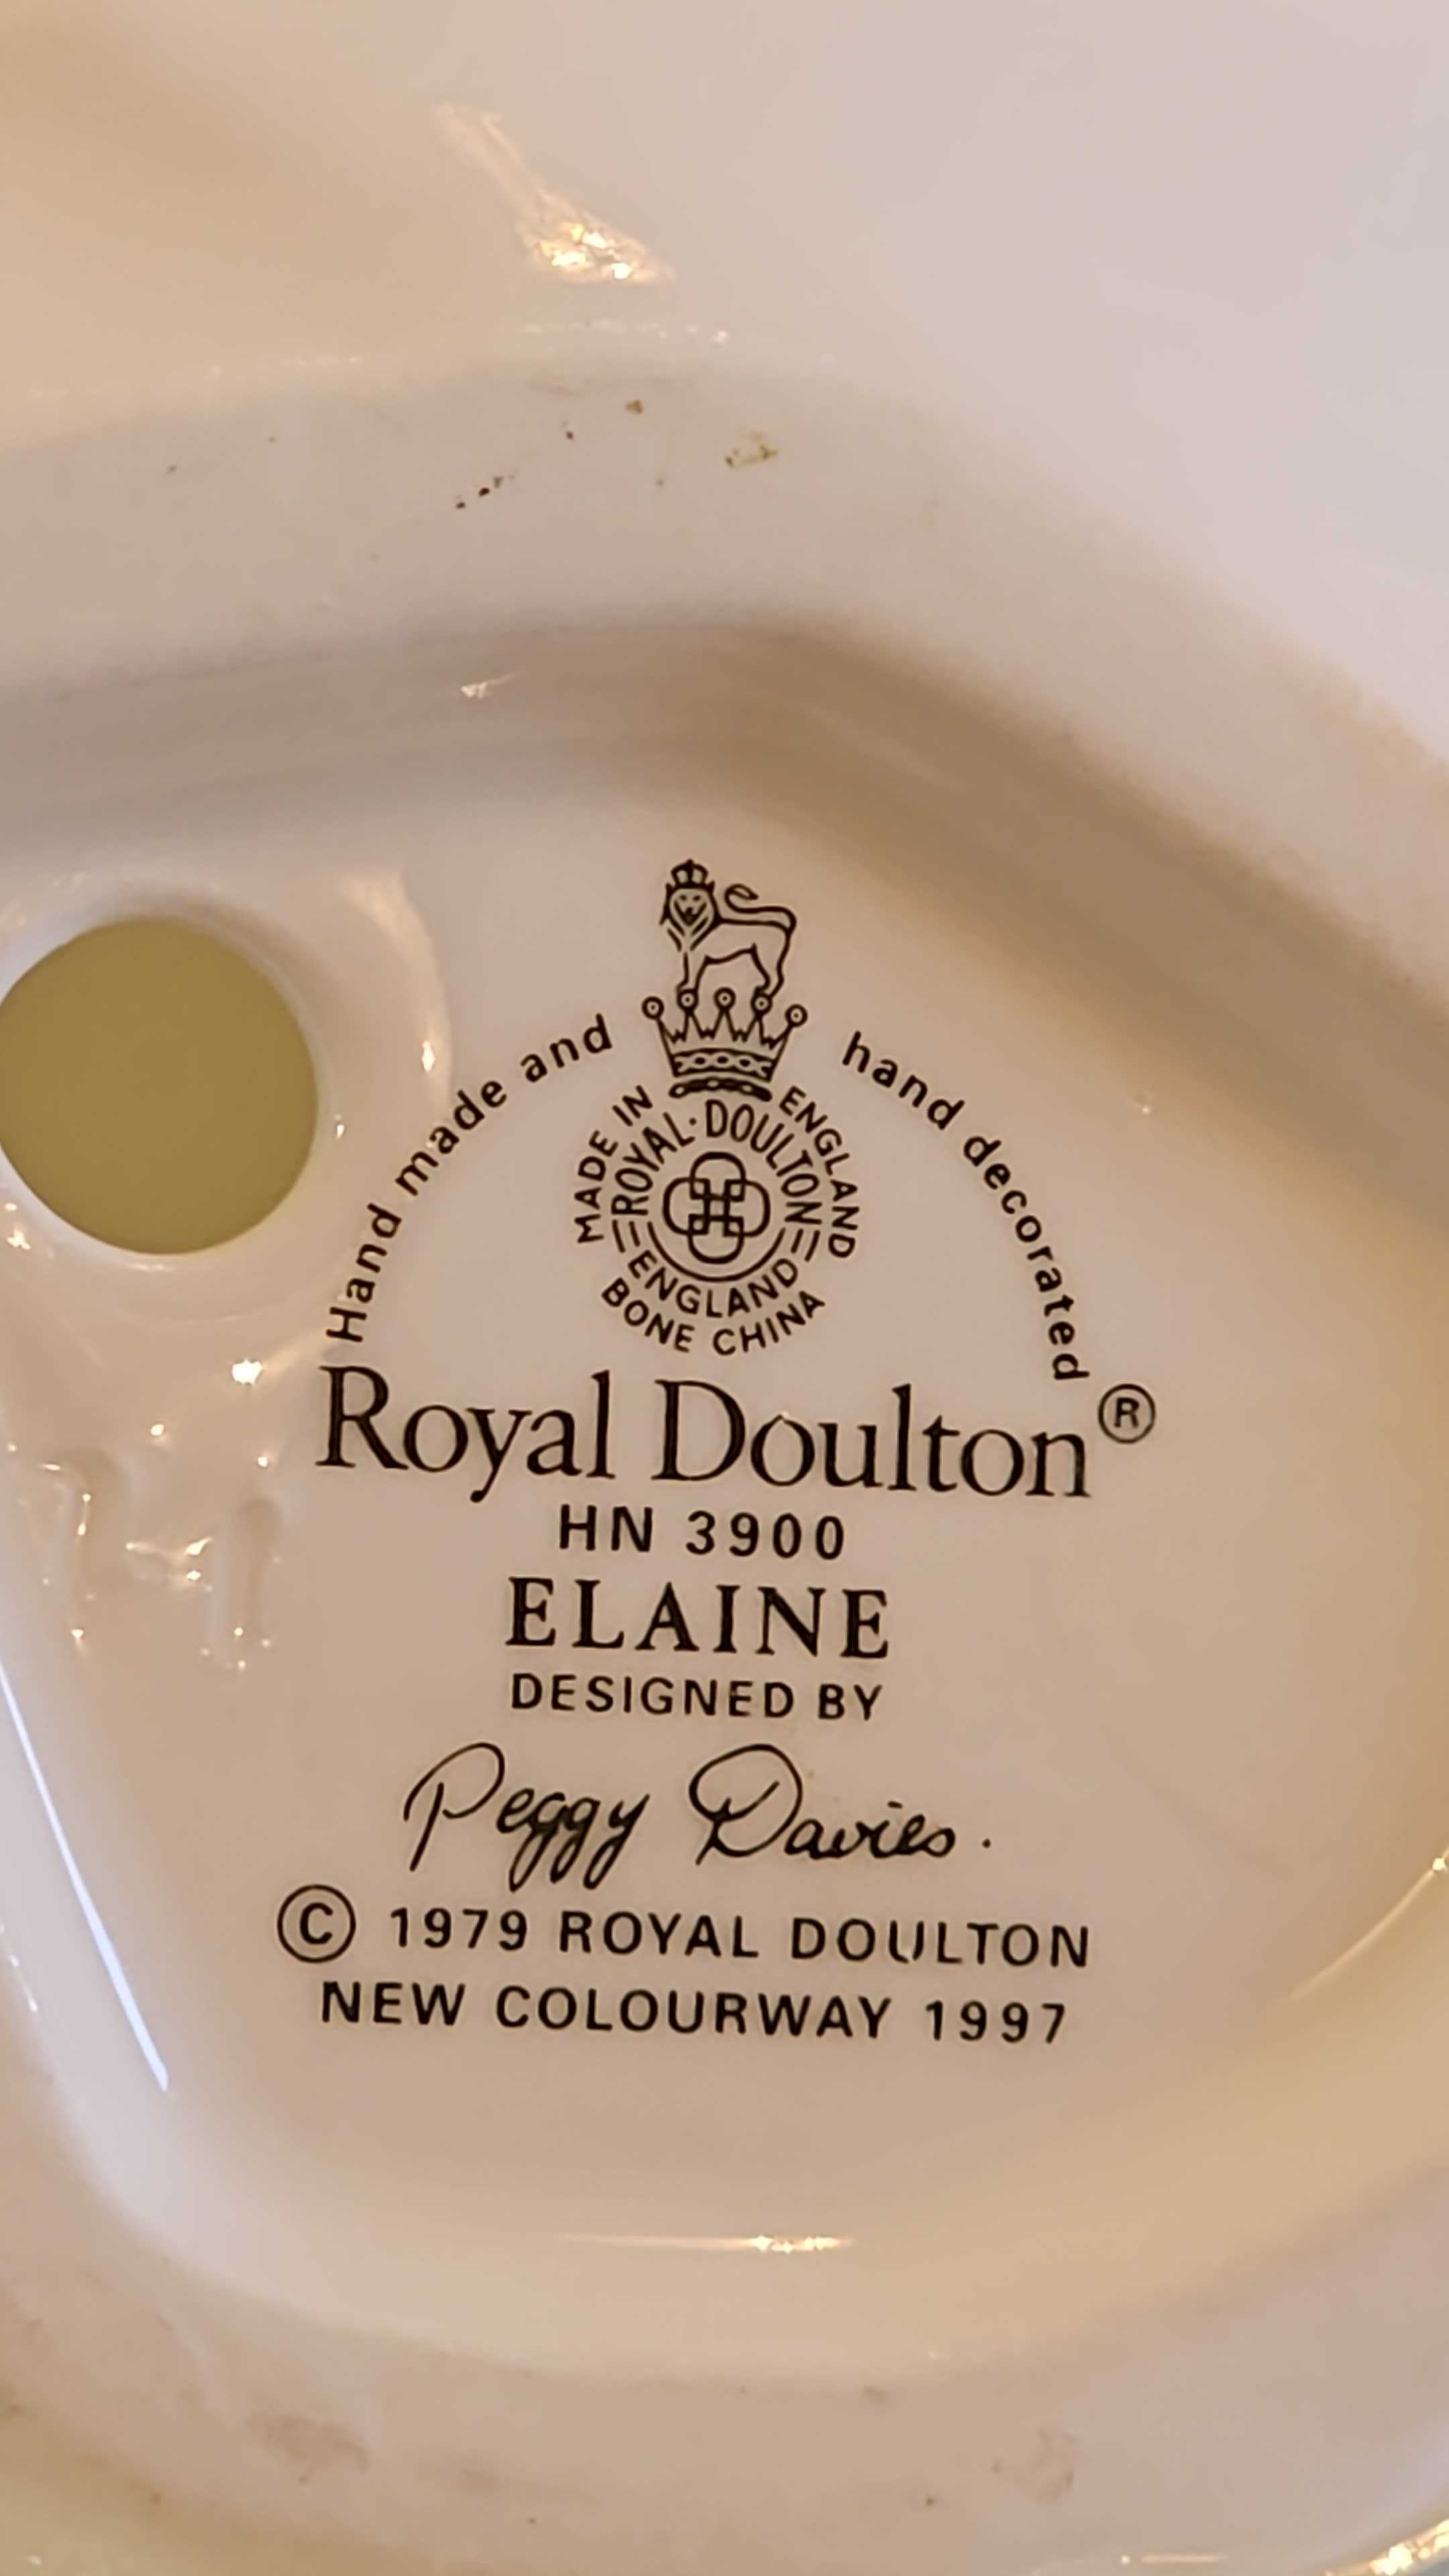 Hand made and hand decorated
MADE IN ENGLAND
ROYAL·DOULTON
ENGLAND
BONE CHINA
Royal Doulton®
HN 3900
ELAINE
DESIGNED BY
Peggy Davies.
© 1979 ROYAL DOULTON
NEW COLOURWAY 1997